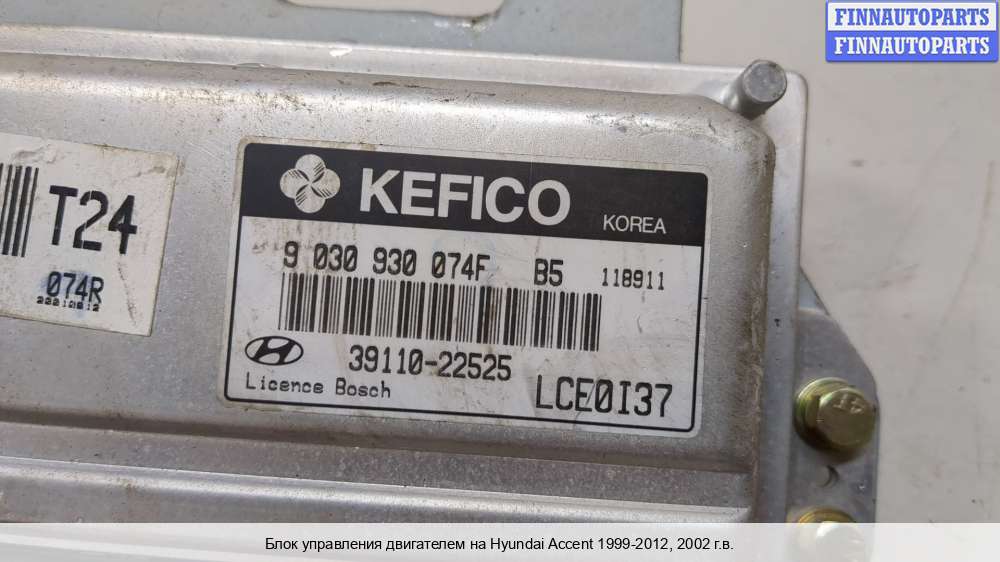 FINNAUTOPARTS
FINNAUTOPARTS
T24
074R
KEFICO KOREA
9 030 930 074F B5 118911
39110-22525
Licence Bosch LCE0I37
Блок управления двигателем на Hyundai Accent 1999-2012, 2002 г.в.